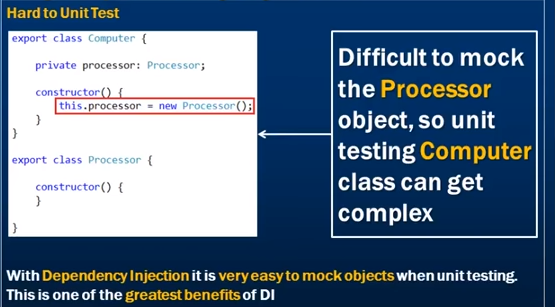 Hard to Unit Test
export class Computer {
private processor: Processor;
constructor() {
this.processor = new Processor();
}
}
export class Processor {
constructor() {
}
}
Difficult to mock
the Processor
object, so unit
testing Computer
class can get
complex
With Dependency Injection it is very easy to mock objects when unit testing.
This is one of the greatest benefits of DI